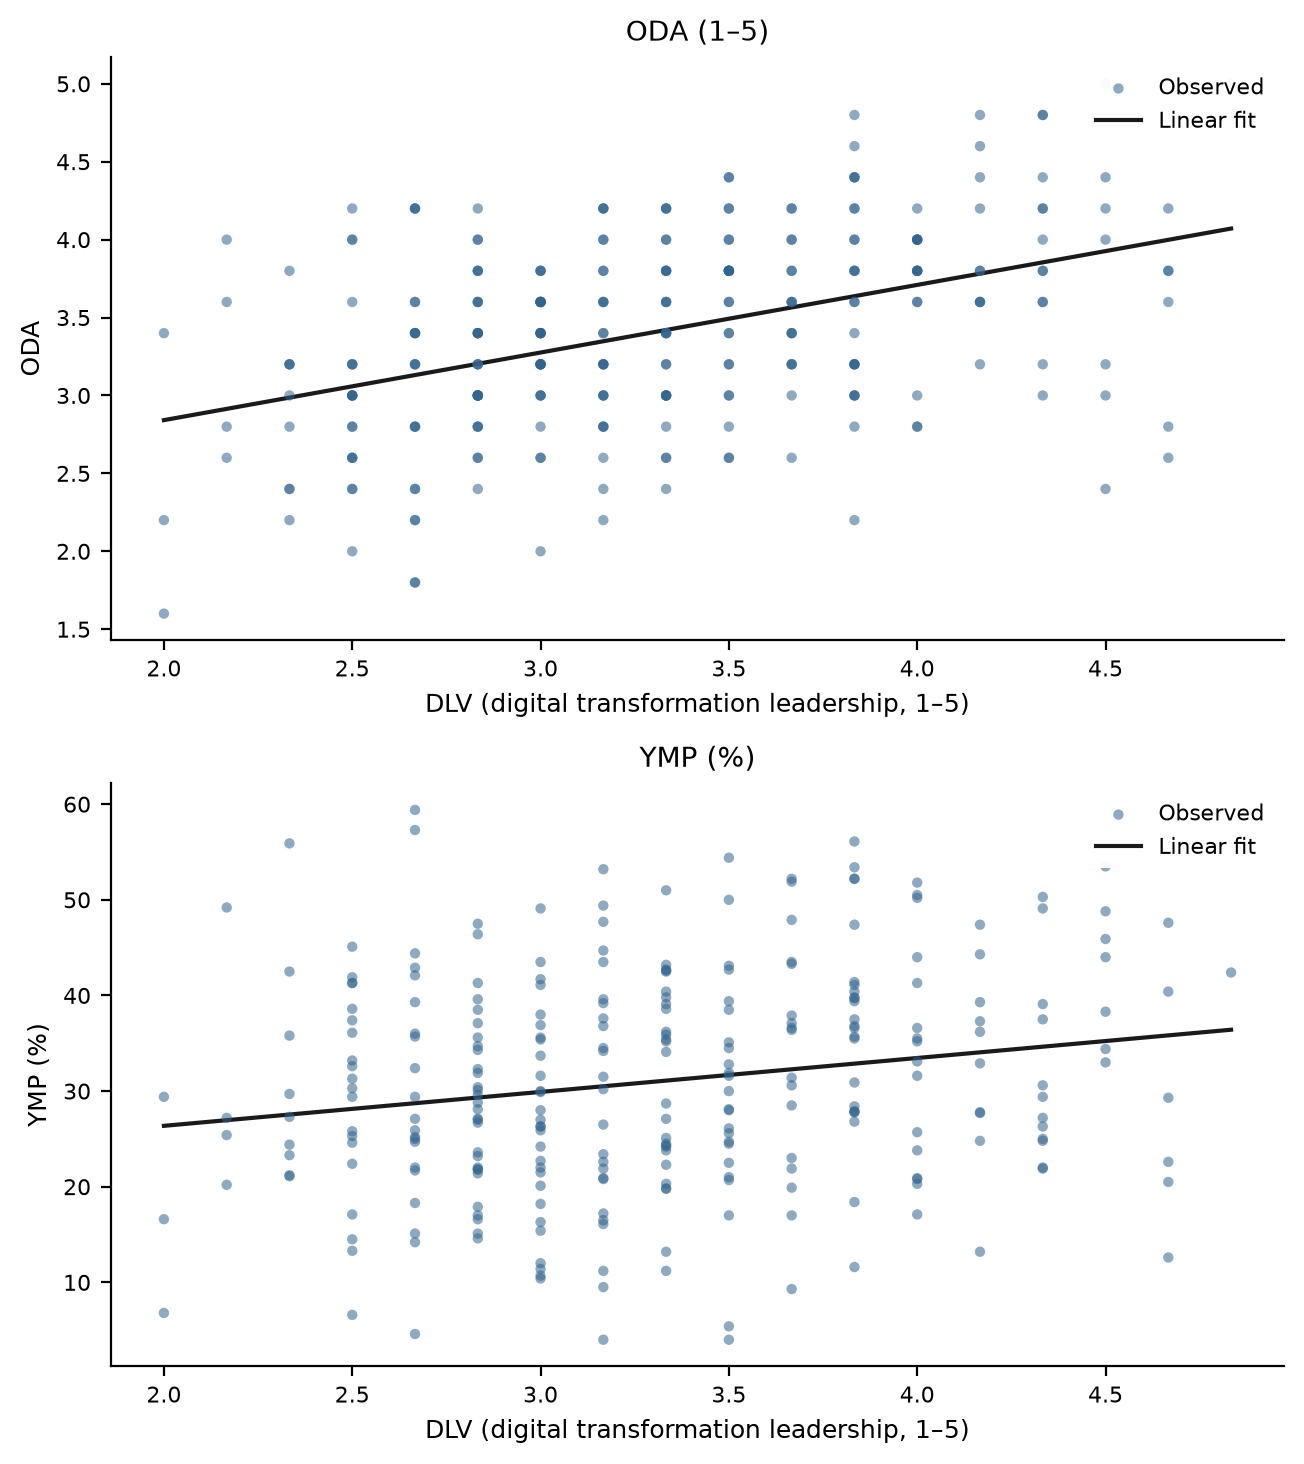 ODA (1–5)
5.0
4.5
4.0
3.5
3.0
2.5
2.0
1.5
ODA
Observed
Linear fit
2.0 2.5 3.0 3.5 4.0 4.5
DLV (digital transformation leadership, 1–5)
YMP (%)
60
50
40
30
20
10
YMP (%)
Observed
Linear fit
2.0 2.5 3.0 3.5 4.0 4.5
DLV (digital transformation leadership, 1–5)